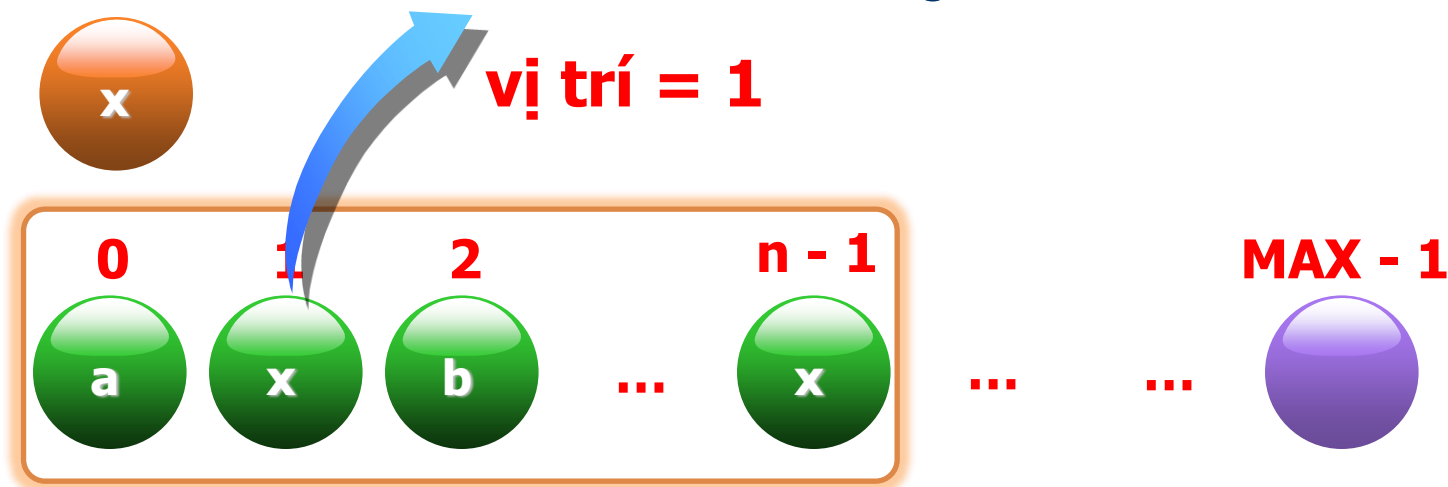 x
vị trí = 1
0 1 2 n - 1 MAX - 1
a x b ... x ... ...